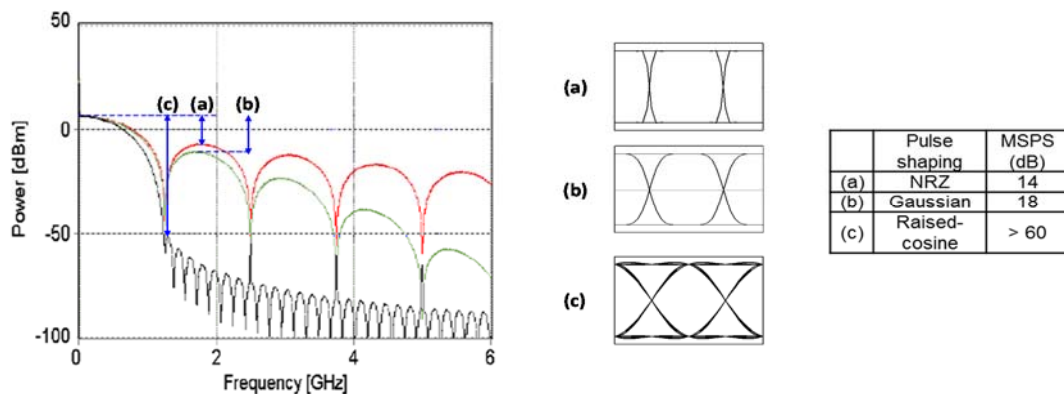 50
0
-50
-100
Power [dBm]
0
2
4
6
Frequency [GHz]
(c)
(a)
(b)
(a)
(b)
(c)
Pulse shaping
MSPS (dB)
(a) NRZ 14
(b) Gaussian 18
(c) Raised-cosine > 60